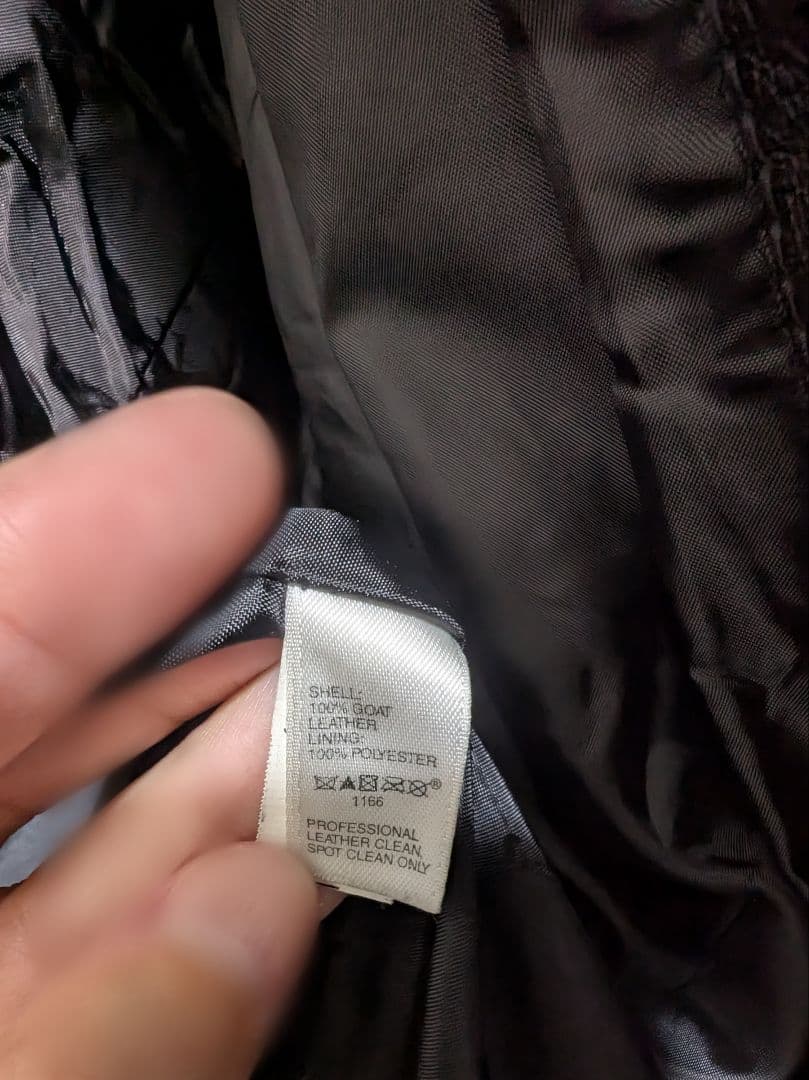 SHELL:
100% GOAT
LEATHER
LINING:
100% POLYESTER
®
1166
PROFESSIONAL
LEATHER CLEAN,
SPOT CLEAN ONLY